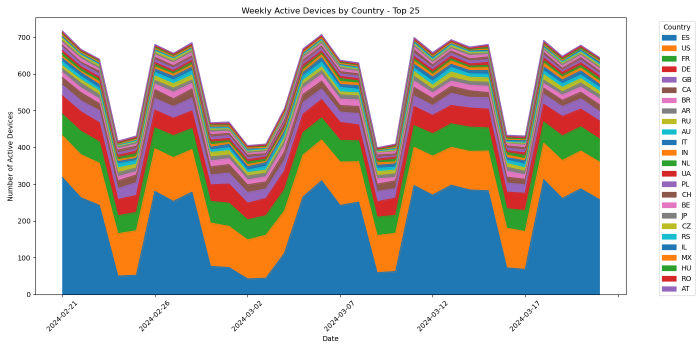 Weekly Active Devices by Country - Top 25
Number of Active Devices
700
600
500
400
300
200
100
0
2024-02-21
2024-02-26
2024-03-02
2024-03-07
2024-03-12
2024-03-17
Date
Country
ES
US
FR
DE
GB
CA
BR
AR
RU
AU
IT
IN
NL
UA
PL
CH
BE
JP
CZ
RS
IL
MX
HU
RO
AT